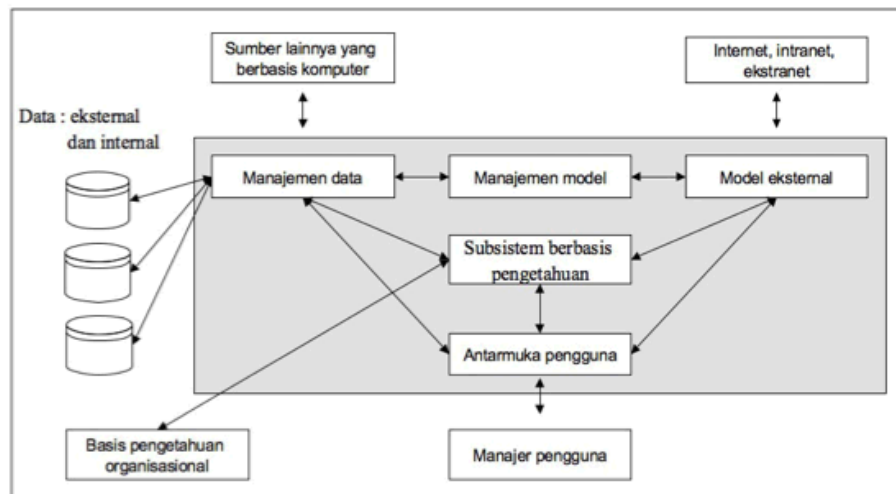 Sumber lainnya yang
berbasis komputer
Internet, intranet,
ekstranet
Data : eksternal
dan internal
Manajemen data
Manajemen model
Model eksternal
Subsistem berbasis
pengetahuan
Antarmuka pengguna
Basis pengetahuan
organisasional
Manajer pengguna